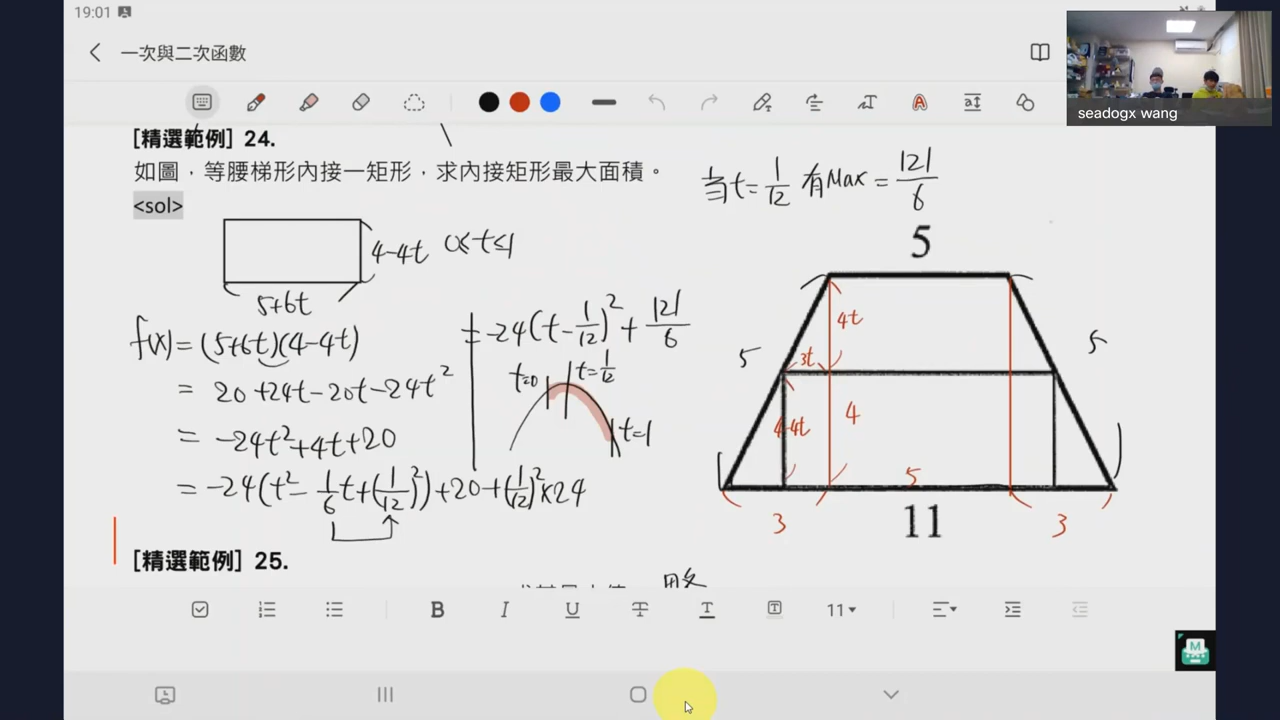 19:01
一次與二次函數
seadogx wang
[精選範例] 24.
如圖，等腰梯形內接一矩形，求內接矩形最大面積。
<sol>
當t=1/12 有Max=121/6
4-4t 0≤t≤1
5+6t
f(x)=(5+6t)(4-4t)
= 20+24t-20t-24t²
= -24t²+4t+20
= -24(t²-1/6t+(1/12)²)+20+(1/12)²×24
=-24(t-1/12)²+121/6
t=0 t=1/12
t=1
5
4t
5 3t 5
4-4t 4
5
3 11 3
[精選範例] 25.
B I U T T T 11
M